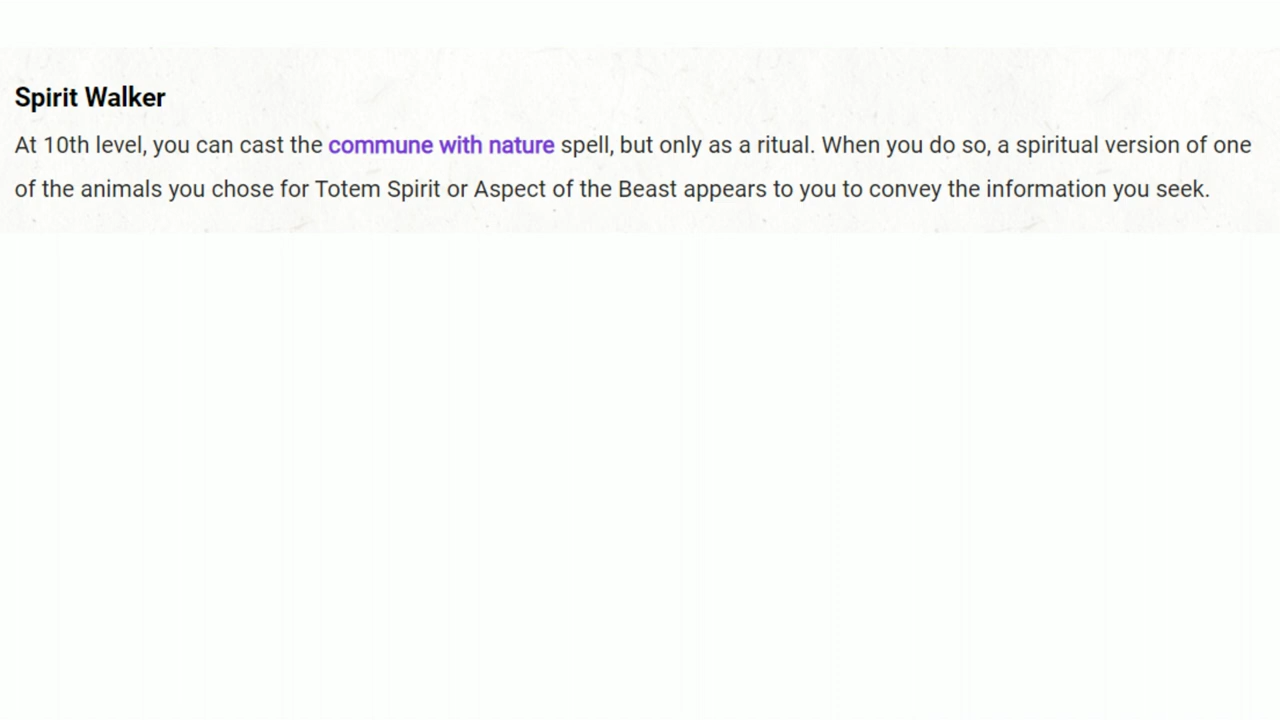 Spirit Walker
At 10th level, you can cast the commune with nature spell, but only as a ritual. When you do so, a spiritual version of one
of the animals you chose for Totem Spirit or Aspect of the Beast appears to you to convey the information you seek.